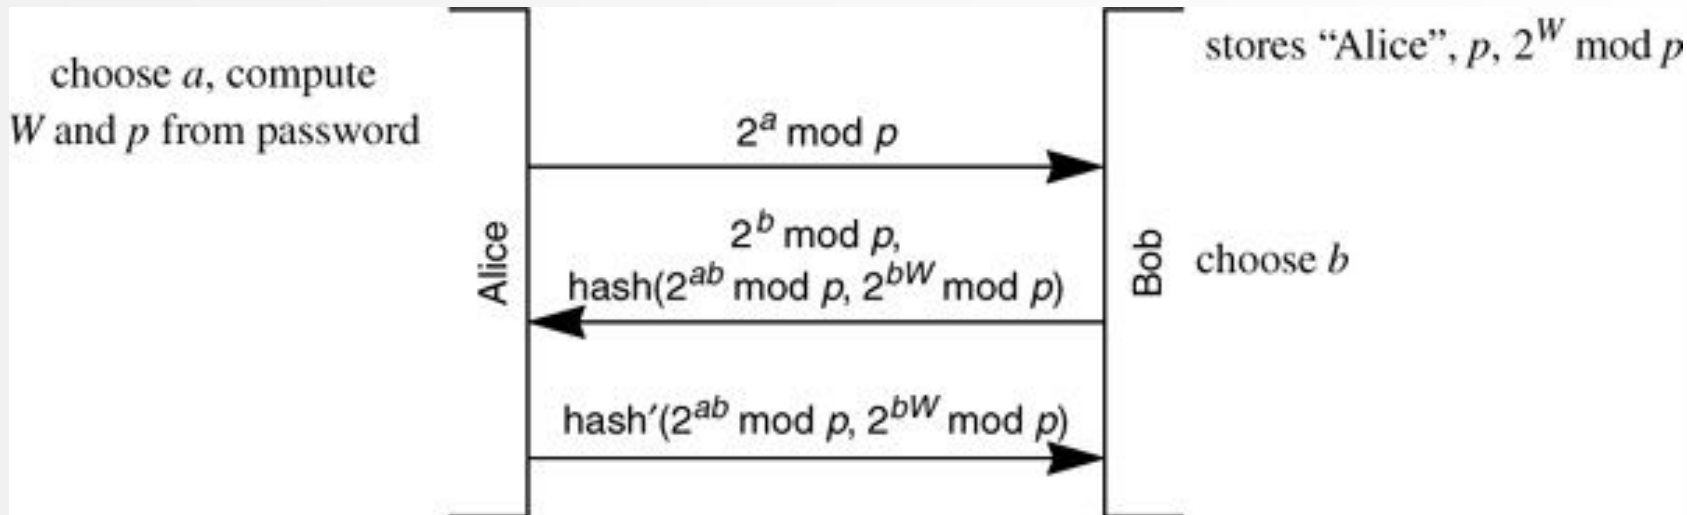 stores “Alice”, p, 2^W mod p
choose a, compute
W and p from password
2^a mod p
Alice
2^b mod p,
hash(2^ab mod p, 2^bW mod p)
Bob
choose b
hash′(2^ab mod p, 2^bW mod p)